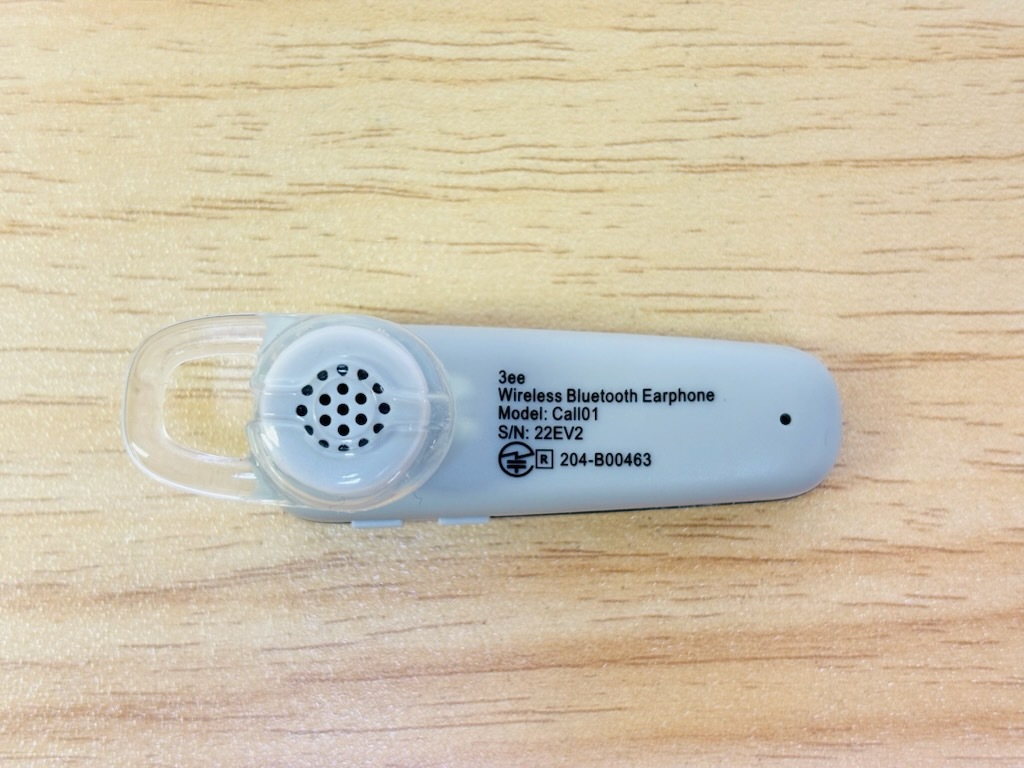 3ee
Wireless Bluetooth Earphone
Model: Call01
S/N: 22EV2
R 204-B00463